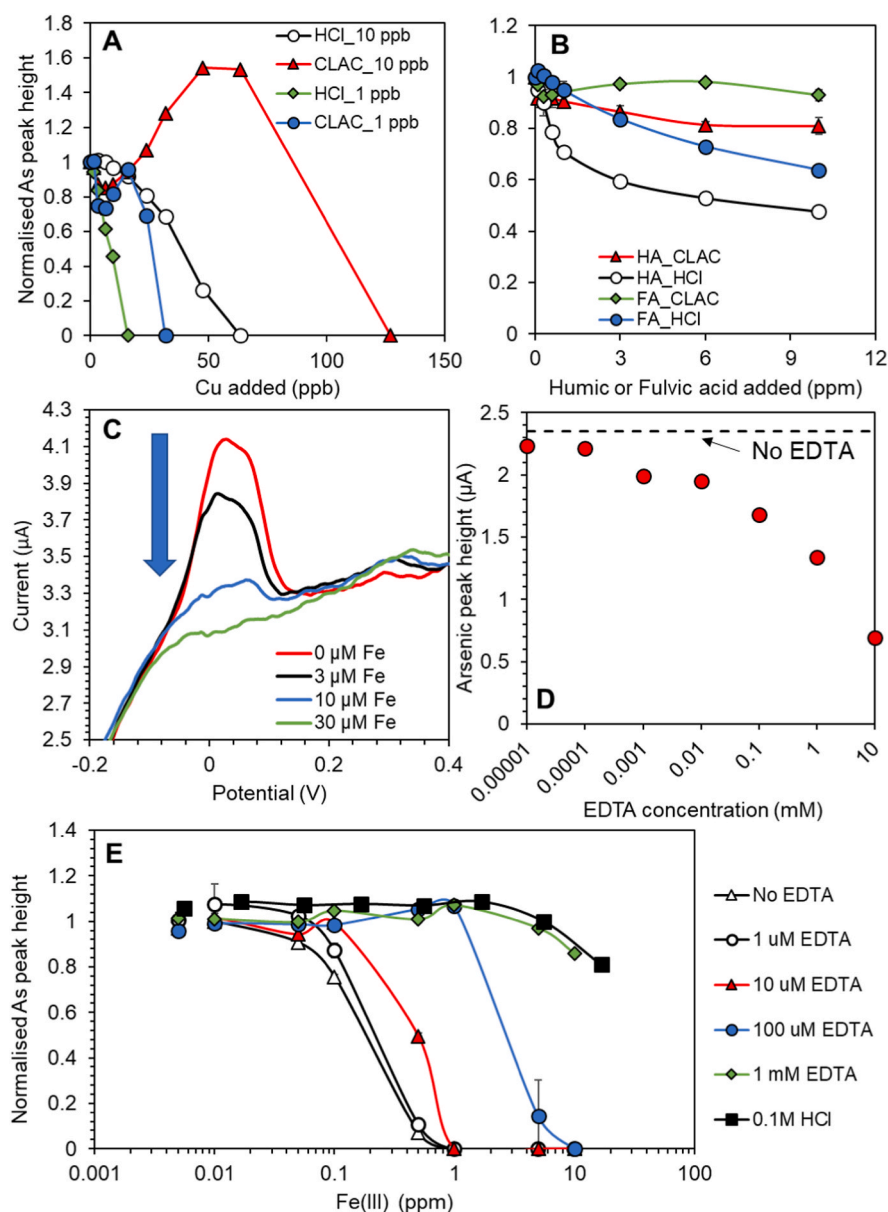 A
HCl_10 ppb
CLAC_10 ppb
HCl_1 ppb
CLAC_1 ppb
Normalised As peak height
1.8
1.6
1.4
1.2
1
0.8
0.6
0.4
0.2
0
0 50 100 150
Cu added (ppb)
B
1.2
1
0.8
0.6
0.4
0.2
0
HA_CLAC
HA_HCl
FA_CLAC
FA_HCl
0 3 6 9 12
Humic or Fulvic acid added (ppm)
C
Current (µA)
4.3
4.1
3.9
3.7
3.5
3.3
3.1
2.9
2.7
2.5
0 µM Fe
3 µM Fe
10 µM Fe
30 µM Fe
-0.2 0 0.2 0.4
Potential (V)
Arsenic peak height (µA)
2.5
2
1.5
1
0.5
0
No EDTA
D
0.00001 0.0001 0.001 0.01 0.1 1 10
EDTA concentration (mM)
E
Normalised As peak height
1.4
1.2
1
0.8
0.6
0.4
0.2
0
0.001 0.01 0.1 1 10 100
Fe(III) (ppm)
No EDTA
1 uM EDTA
10 uM EDTA
100 uM EDTA
1 mM EDTA
0.1M HCl